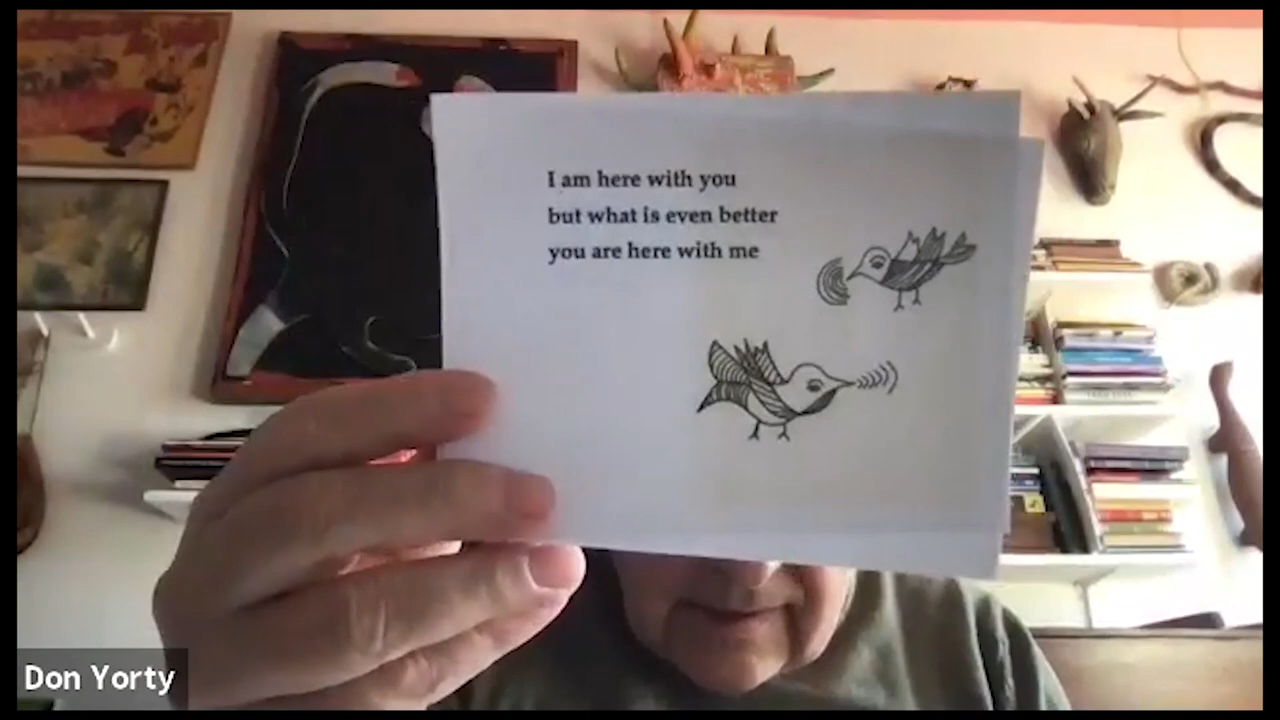 I am here with you
but what is even better
you are here with me
Don Yorty